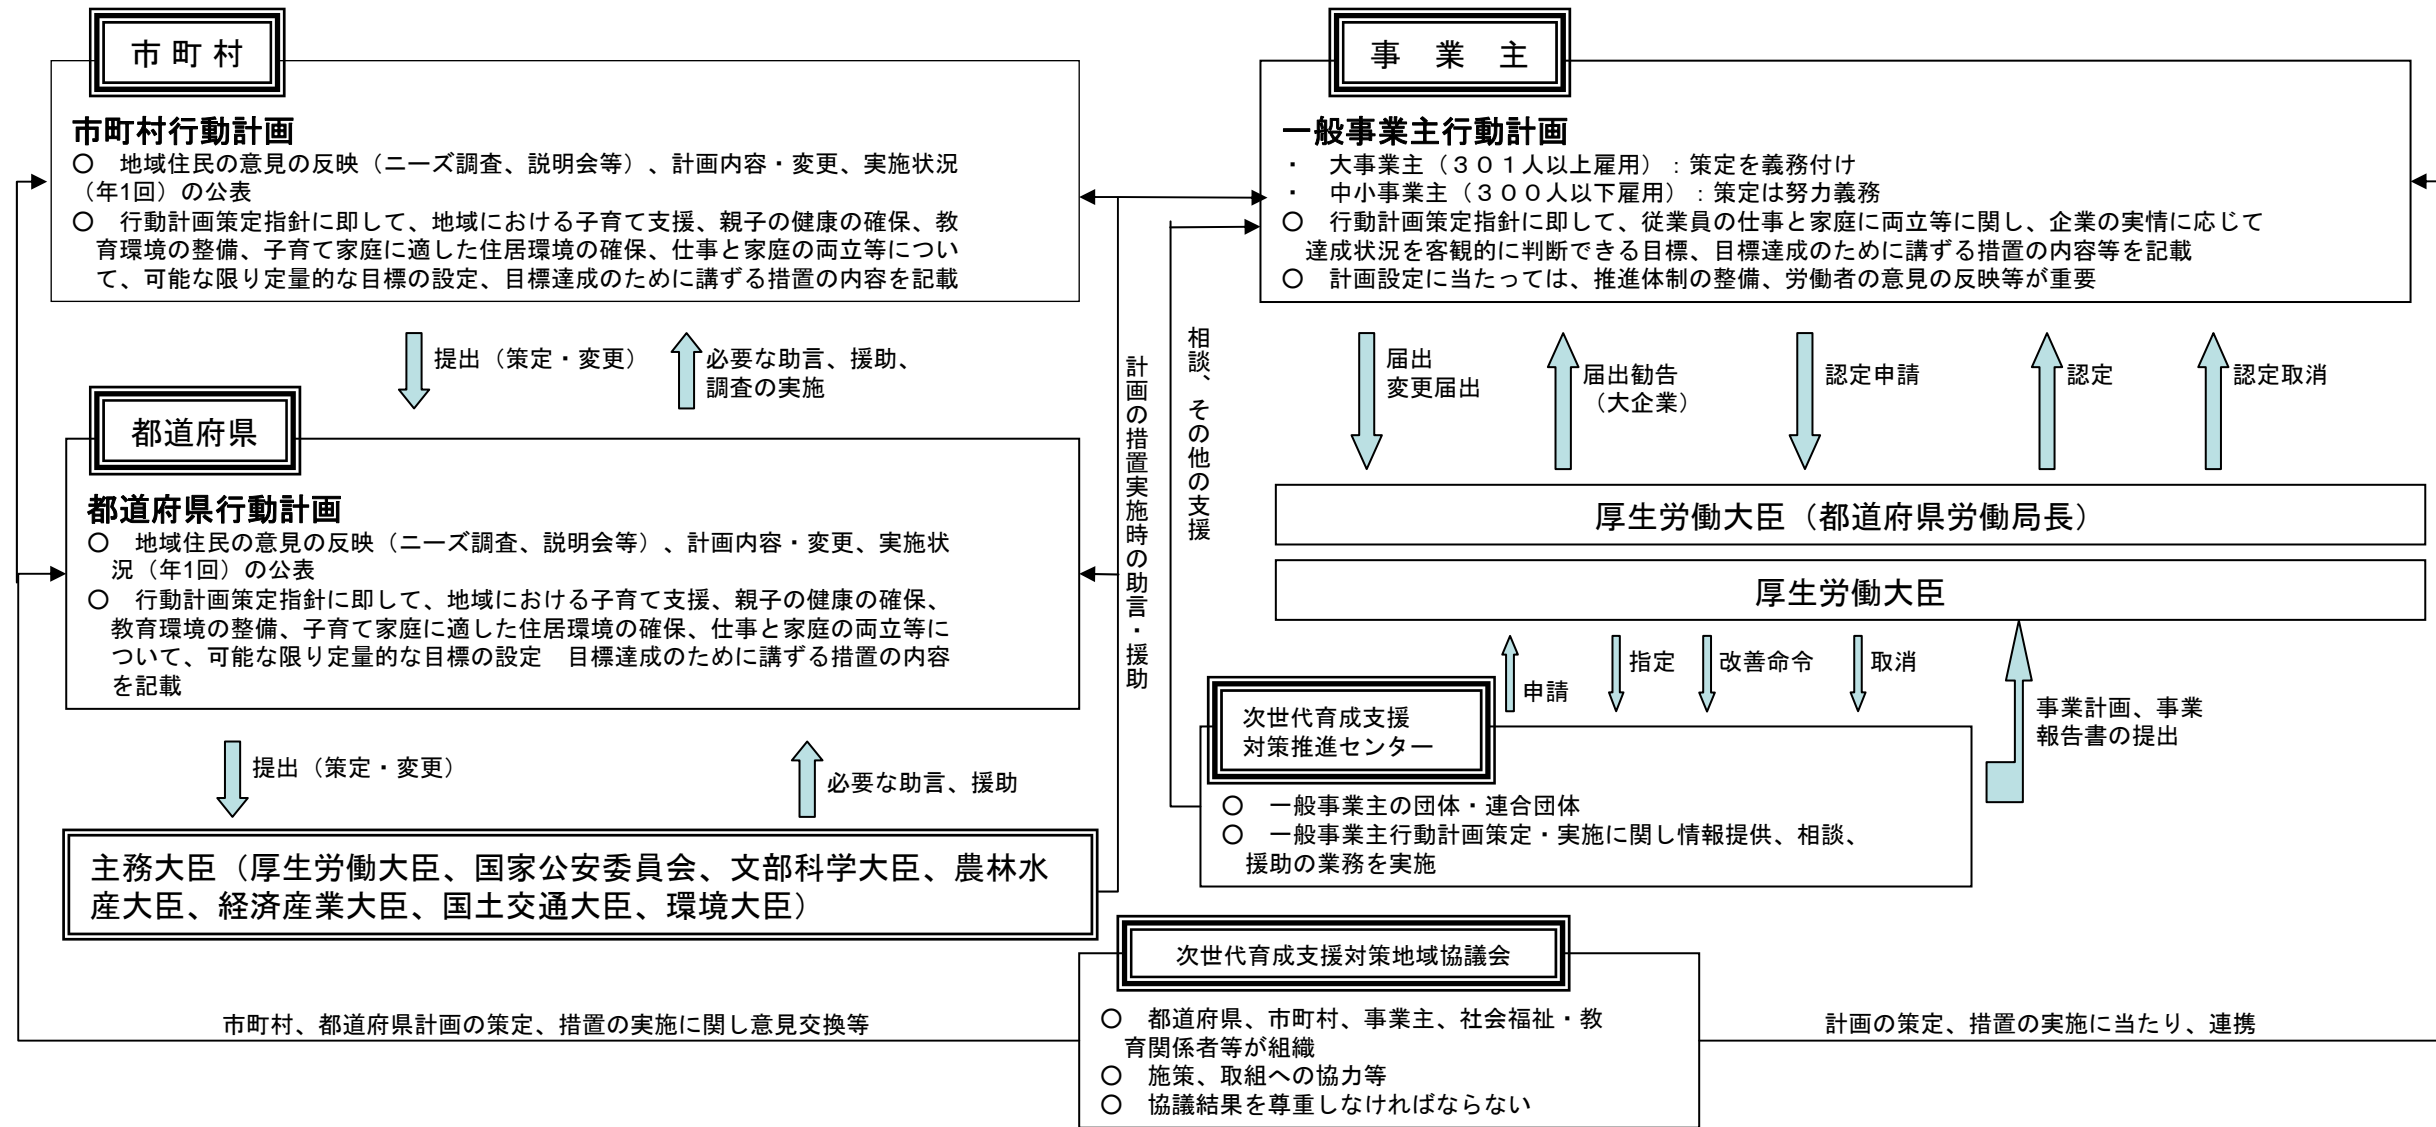 市町村
市町村行動計画
○　地域住民の意見の反映（ニーズ調査、説明会等）、計画内容・変更、実施状況
（年1回）の公表
○　行動計画策定指針に即して、地域における子育て支援、親子の健康の確保、教
育環境の整備、子育て家庭に適した住居環境の確保、仕事と家庭の両立等につい
て、可能な限り定量的な目標の設定、目標達成のために講ずる措置の内容を記載
提出（策定・変更）
必要な助言、援助、
調査の実施
都道府県
都道府県行動計画
○　地域住民の意見の反映（ニーズ調査、説明会等）、計画内容・変更、実施状
況（年1回）の公表
○　行動計画策定指針に即して、地域における子育て支援、親子の健康の確保、
教育環境の整備、子育て家庭に適した住居環境の確保、仕事と家庭の両立等に
ついて、可能な限り定量的な目標の設定　目標達成のために講ずる措置の内容
を記載
提出（策定・変更）
必要な助言、援助
主務大臣（厚生労働大臣、国家公安委員会、文部科学大臣、農林水
産大臣、経済産業大臣、国土交通大臣、環境大臣）
計画の措置実施時の助言・援助
相談、その他の支援
事　業　主
一般事業主行動計画
・　大事業主（３０１人以上雇用）：策定を義務付け
・　中小事業主（３００人以下雇用）：策定は努力義務
○　行動計画策定指針に即して、従業員の仕事と家庭に両立等に関し、企業の実情に応じて
達成状況を客観的に判断できる目標、目標達成のために講ずる措置の内容等を記載
○　計画設定に当たっては、推進体制の整備、労働者の意見の反映等が重要
届出
変更届出
届出勧告
（大企業）
認定申請
認定
認定取消
厚生労働大臣（都道府県労働局長）
厚生労働大臣
申請
指定
改善命令
取消
事業計画、事業
報告書の提出
次世代育成支援
対策推進センター
○　一般事業主の団体・連合団体
○　一般事業主行動計画策定・実施に関し情報提供、相談、
援助の業務を実施
次世代育成支援対策地域協議会
○　都道府県、市町村、事業主、社会福祉・教
育関係者等が組織
○　施策、取組への協力等
○　協議結果を尊重しなければならない
市町村、都道府県計画の策定、措置の実施に関し意見交換等
計画の策定、措置の実施に当たり、連携